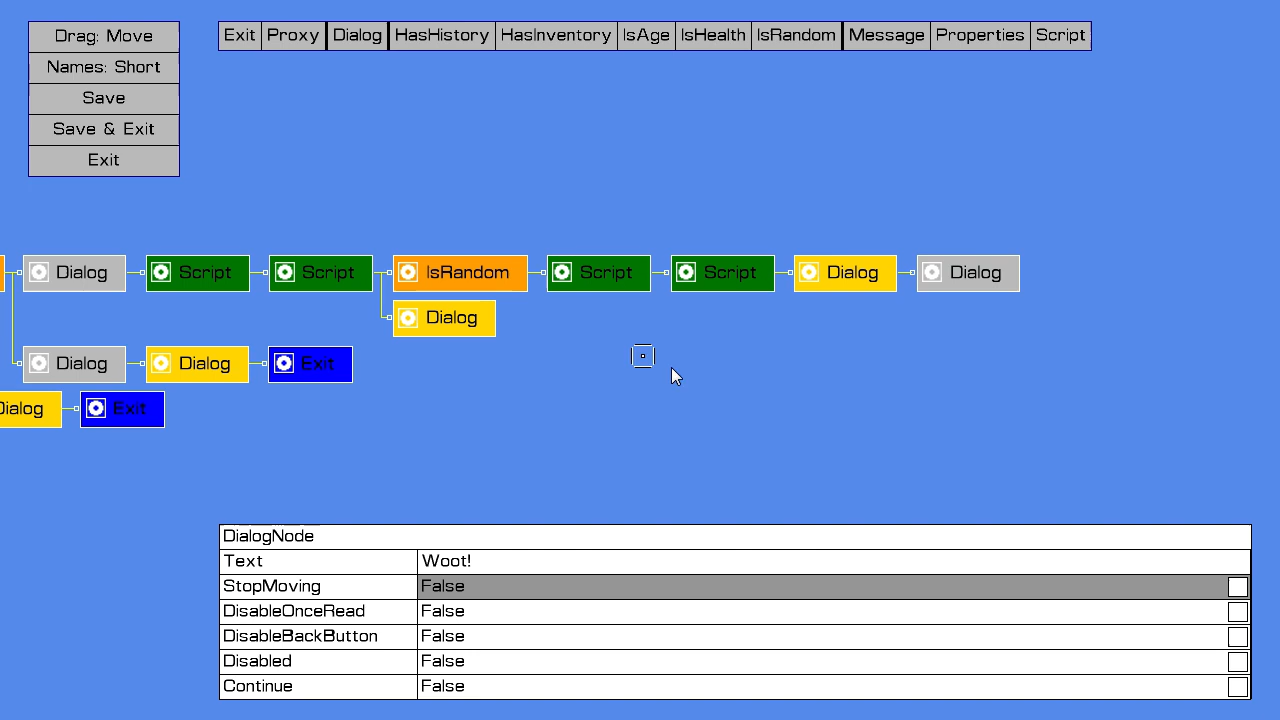 Drag: Move
Names: Short
Save
Save & Exit
Exit
Exit Proxy Dialog HasHistory HasInventory IsAge IsHealth IsRandom Message Properties Script
Dialog Script Script IsRandom Script Script Dialog Dialog
Dialog
Dialog Dialog Exit
Dialog Exit
DialogNode
Text Woot!
StopMoving False
DisableOnceRead False
DisableBackButton False
Disabled False
Continue False